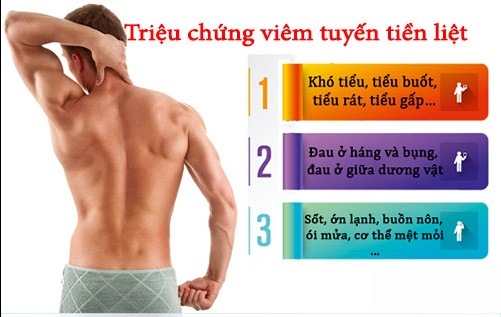 Triệu chứng viêm tuyến tiền liệt
1
Khó tiểu, tiểu buốt,
tiểu rát, tiểu gấp...
2
Đau ở háng và bụng,
đau ở giữa dương vật
3
Sốt, ớn lạnh, buồn nôn,
ói mửa, cơ thể mệt mỏi
...